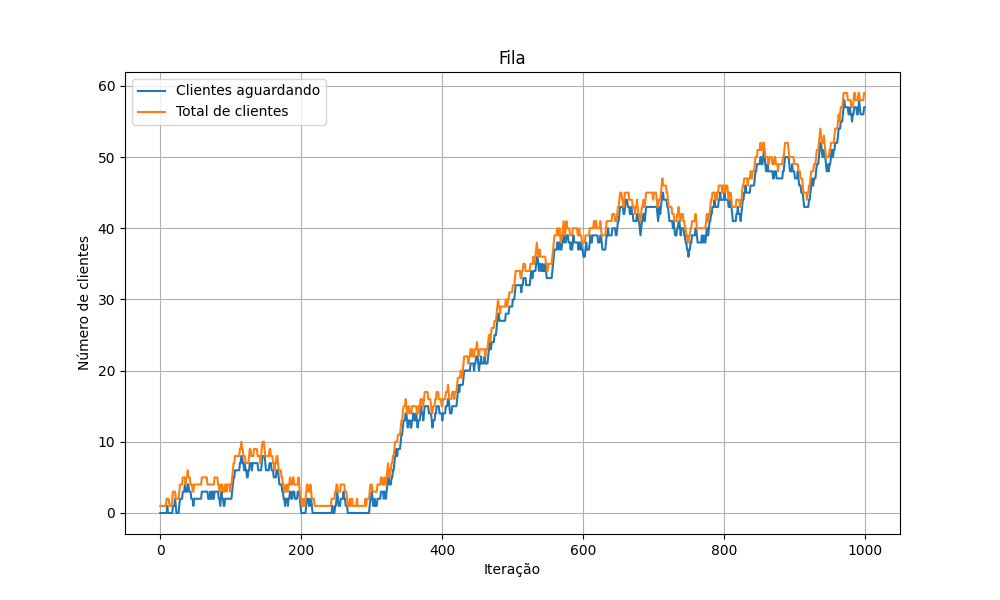 Fila
Clientes aguardando
Total de clientes
60
50
40
30
20
10
0
Número de clientes
0
200
400
600
800
1000
Iteração